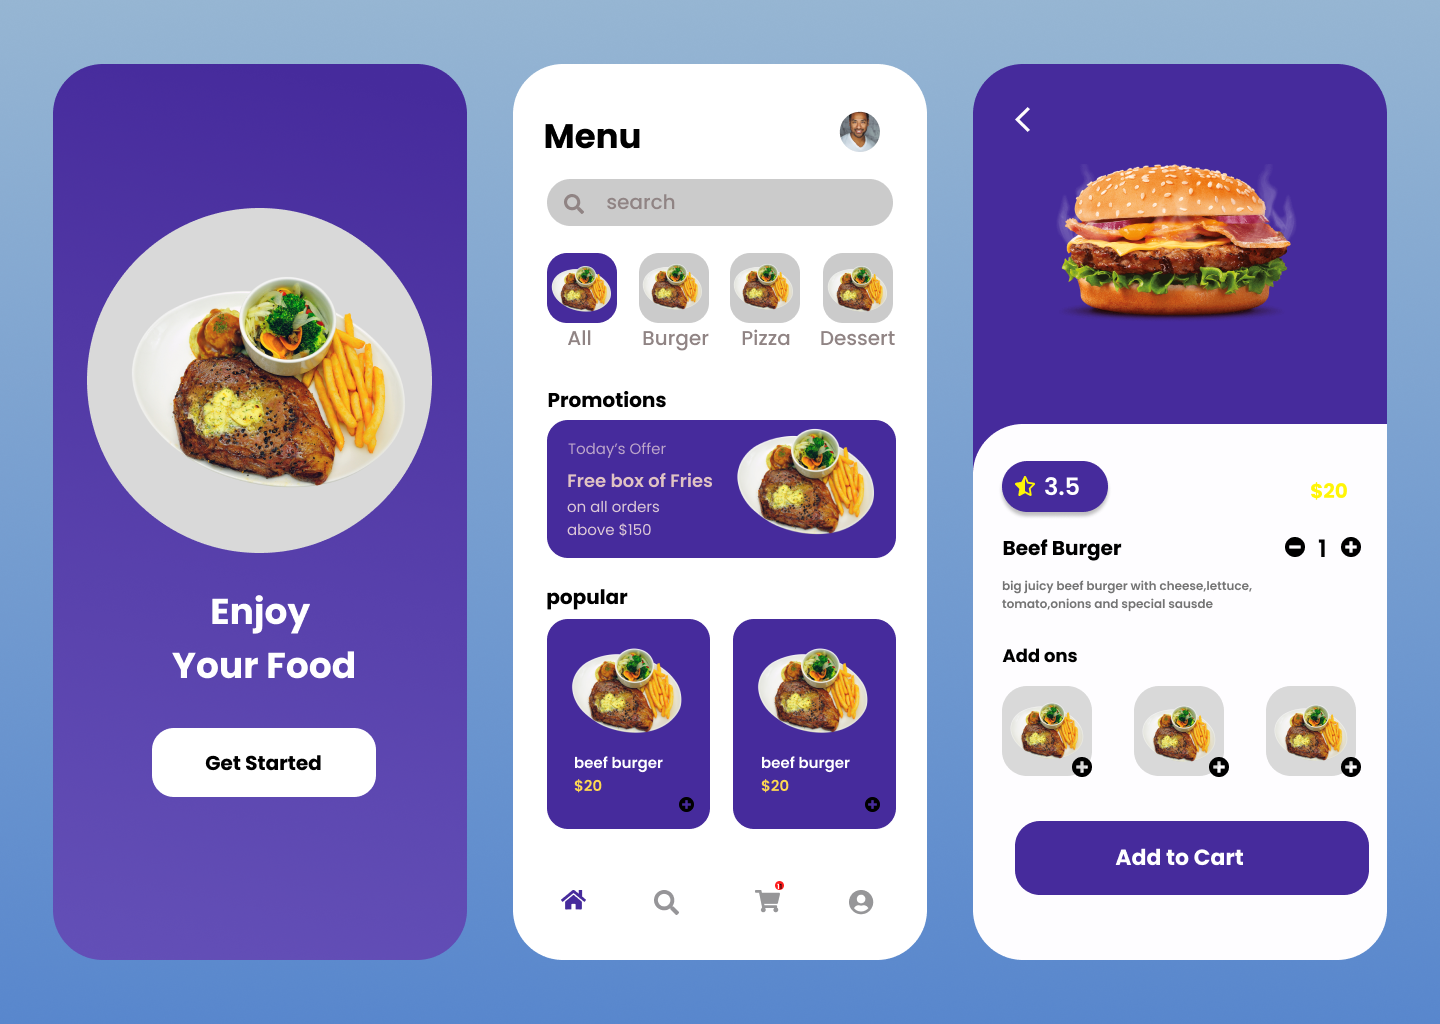 Enjoy
Your Food
Get Started
Menu
search
All
Burger
Pizza
Dessert
Promotions
Today's Offer
Free box of Fries
on all orders
above $150
popular
beef burger
$20
beef burger
$20
3.5
$20
Beef Burger
1
big juicy beef burger with cheese,lettuce,
tomato,onions and special sausde
Add ons
Add to Cart